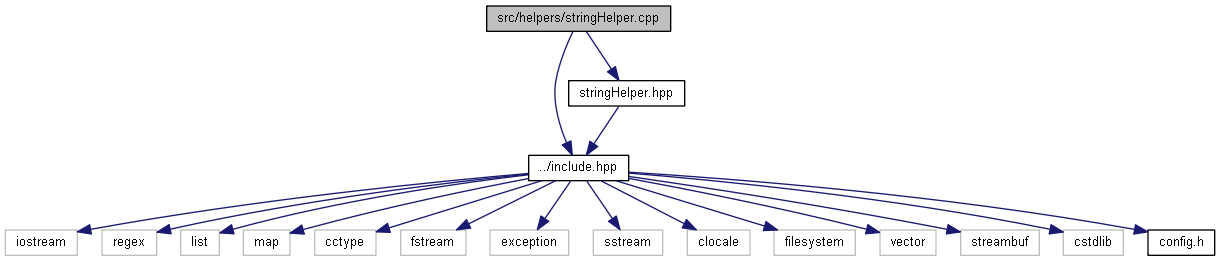 src/helpers/stringHelper.cpp
stringHelper.hpp
../include.hpp
iostream
regex
list
map
cctype
fstream
exception
sstream
clocale
filesystem
vector
streambuf
cstdlib
config.h